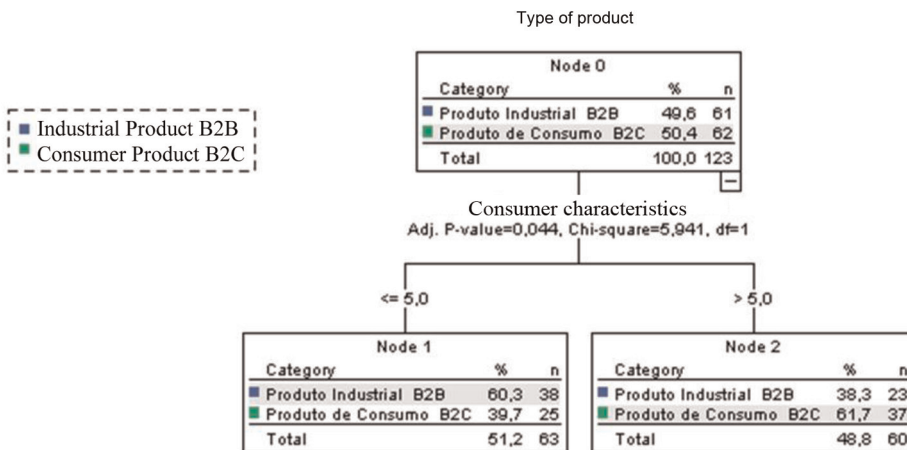 Type of product
Node 0
Category % n
Produto Industrial B2B 49,6 61
Produto de Consumo B2C 50,4 62
Total 100,0 123
Industrial Product B2B
Consumer Product B2C
Consumer characteristics
Adj. P-value=0,044, Chi-square=5,941, df=1
<= 5,0
> 5,0
Node 1
Category % n
Produto Industrial B2B 60,3 38
Produto de Consumo B2C 39,7 25
Total 51,2 63
Node 2
Category % n
Produto Industrial B2B 38,3 23
Produto de Consumo B2C 61,7 37
Total 48,8 60